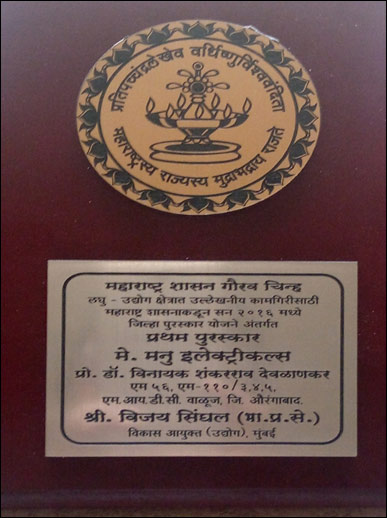 प्रतिपच्चंद्रलेखेव वर्धिष्णुर्विश्ववंदिता
महाराष्ट्रस्य राज्यस्य मुद्राभद्राय राजते
महाराष्ट्र शासन गौरव चिन्ह
लघु - उद्योग क्षेत्रात उल्लेखनीय कामगिरीसाठी
महाराष्ट्र शासनाकडून सन २०१६ मध्ये
जिल्हा पुरस्कार योजने अंतर्गत
प्रथम पुरस्कार
मे. मनु इलेक्ट्रीकल्स
प्रो. डॉ. विनायक शंकरराव देवळाणकर
एम ५६, एम-११०/३,४,५,
एम.आय.डी.सी. वाळूज, जि. औरंगाबाद.
श्री. विजय सिंघल (भा.प्र.से.)
विकास आयुक्त (उद्योग), मुंबई